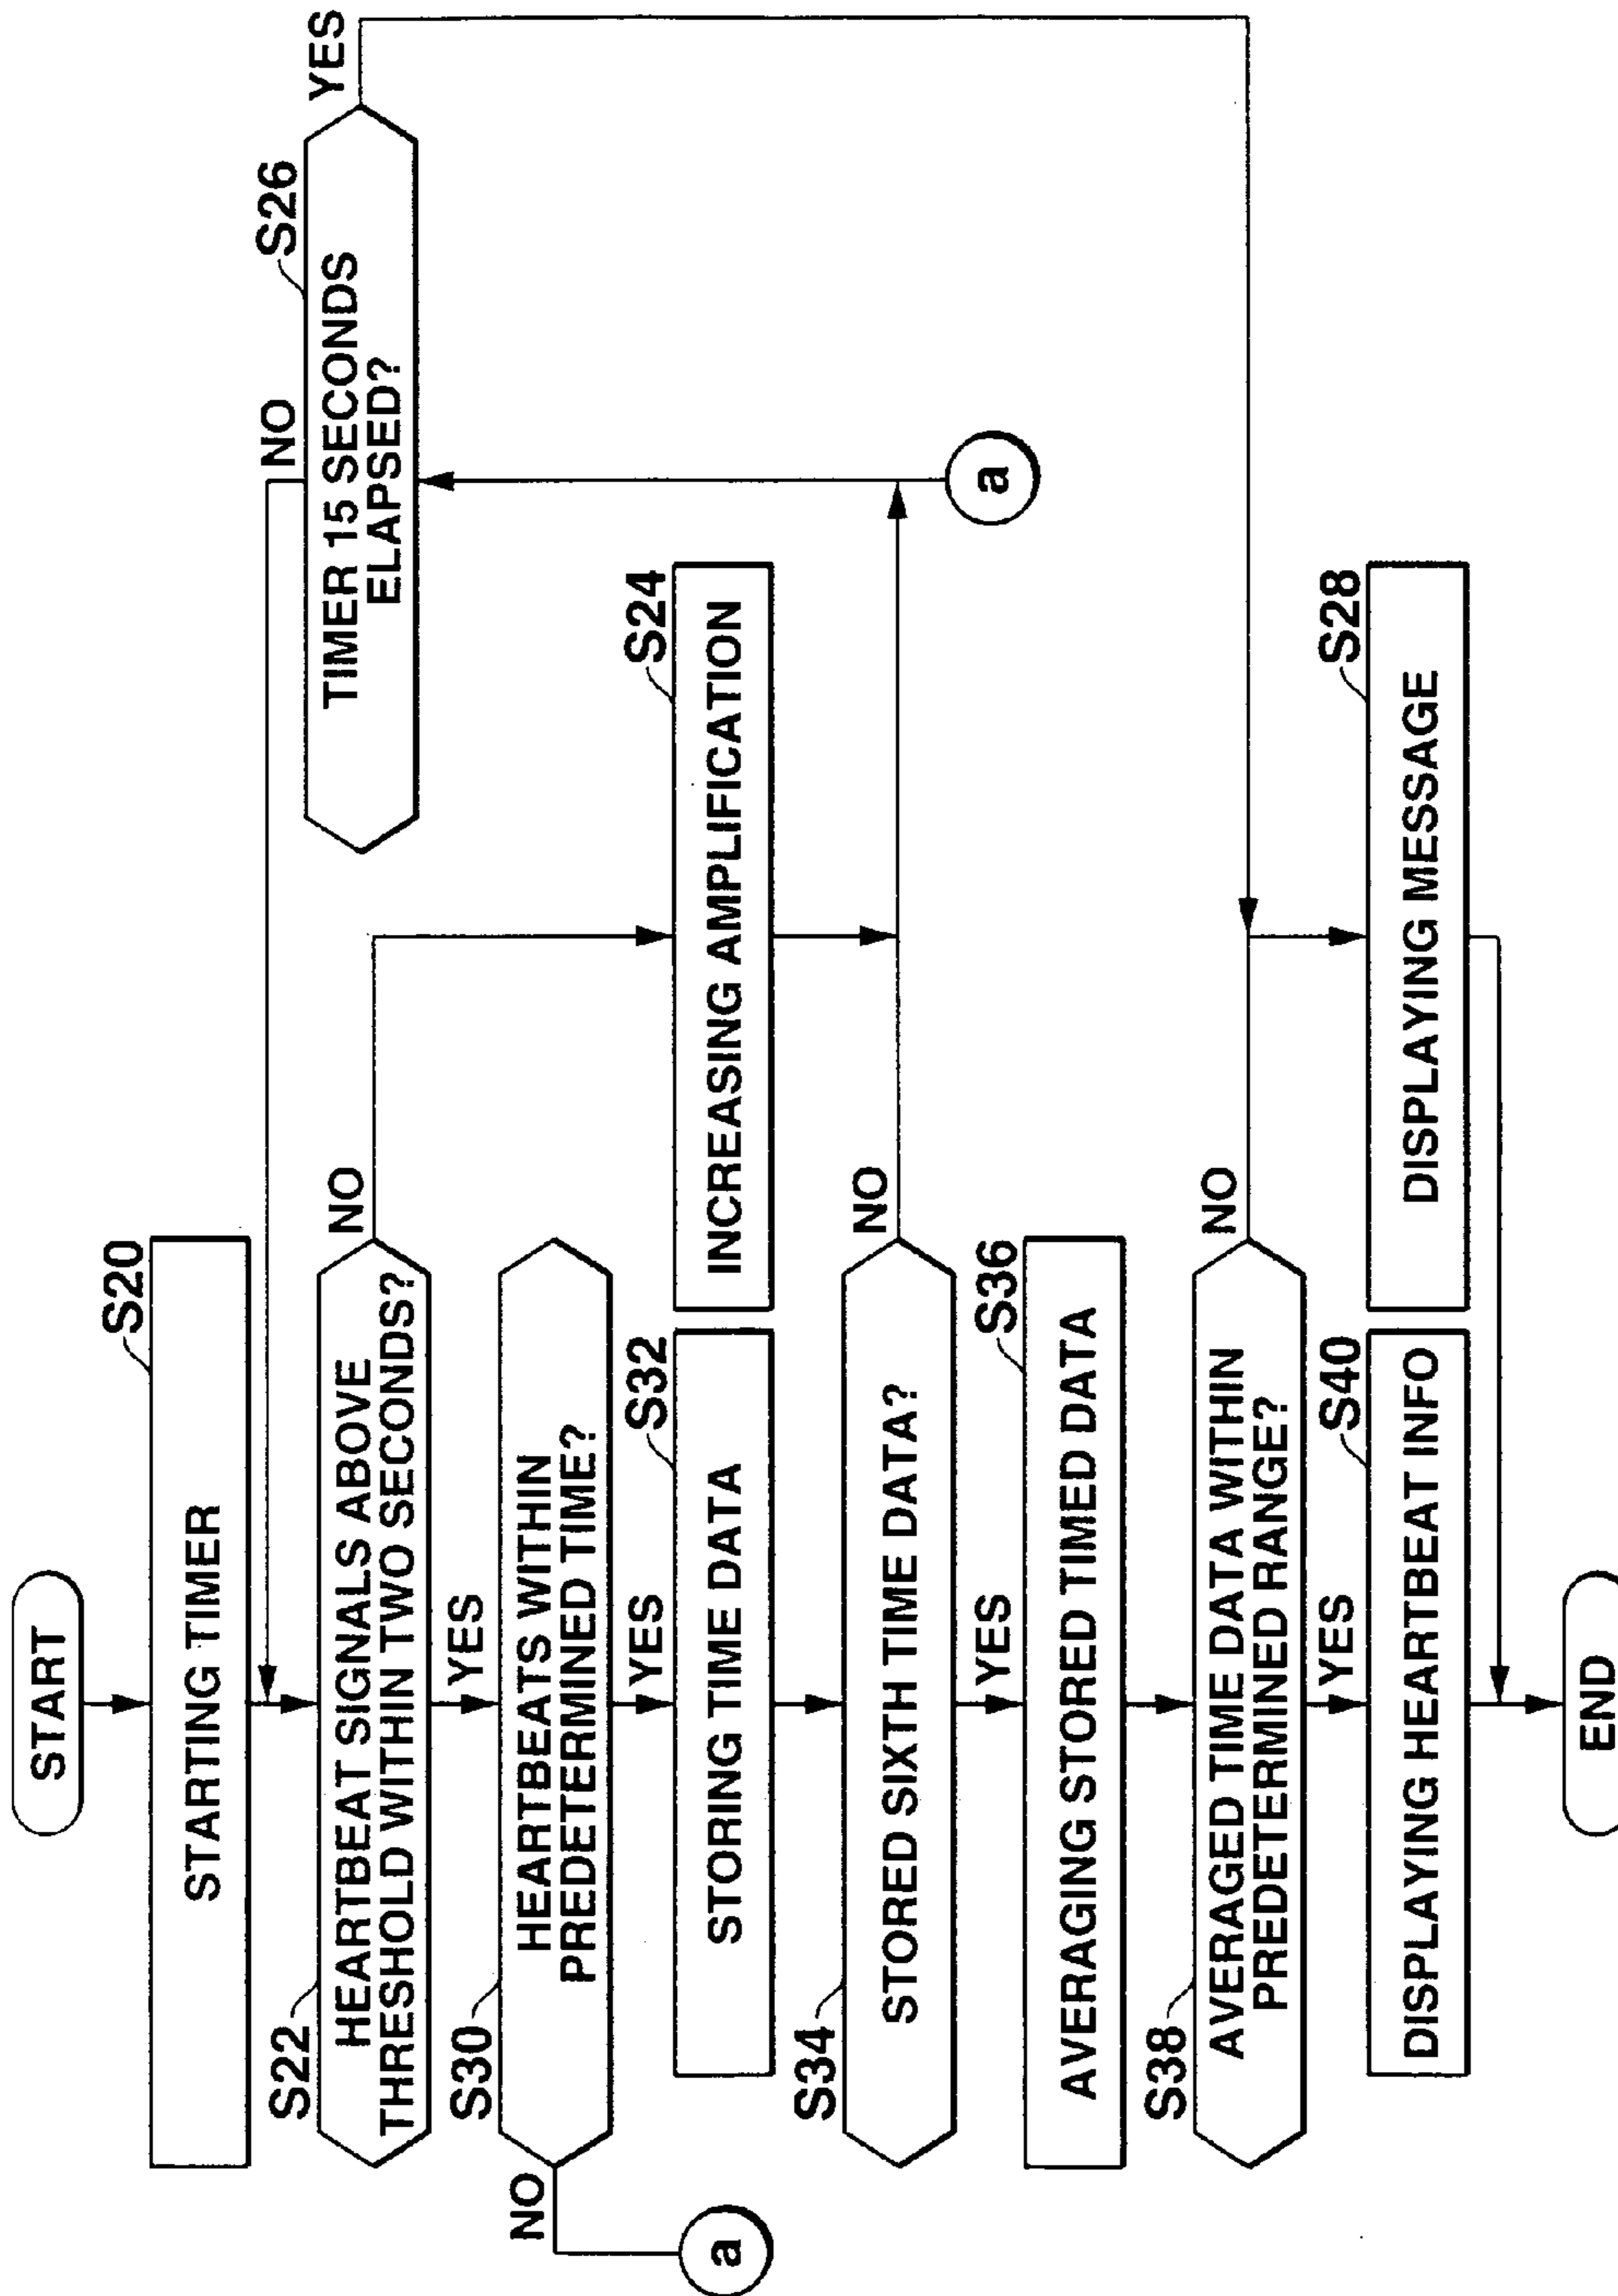 START
S20
STARTING TIMER
S22
HEARTBEAT SIGNALS ABOVE
THRESHOLD WITHIN TWO SECONDS?
NO
YES
S26
TIMER 15 SECONDS
ELAPSED?
NO
YES
S30
HEARTBEATS WITHIN
PREDETERMINED TIME?
NO
a
YES
S32
STORING TIME DATA
S24
INCREASING AMPLIFICATION
S34
STORED SIXTH TIME DATA?
NO
a
YES
S36
AVERAGING STORED TIMED DATA
S38
AVERAGED TIME DATA WITHIN
PREDETERMINED RANGE?
NO
YES
S40
DISPLAYING HEARTBEAT INFO
S28
DISPLAYING MESSAGE
END